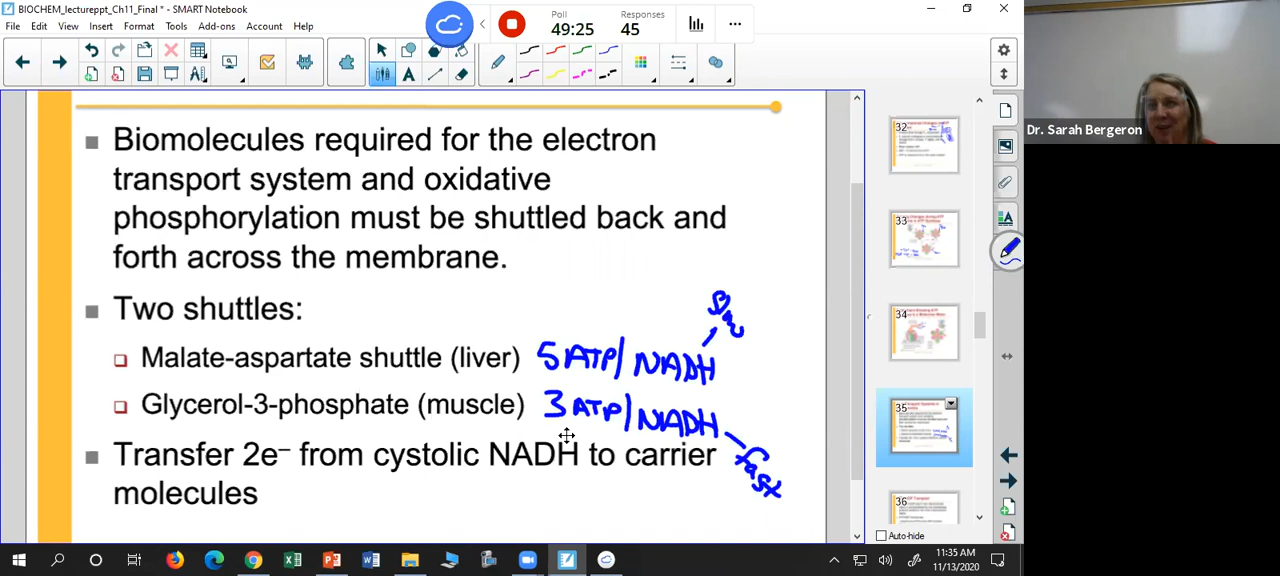 BIOCHEM_lectureppt_Ch11_Final * - SMART Notebook
File Edit View Insert Format Tools Add-ons Account Help
Poll
49:25
Responses
45
Dr. Sarah Bergeron
Biomolecules required for the electron
transport system and oxidative
phosphorylation must be shuttled back and
forth across the membrane.
Two shuttles:
Malate-aspartate shuttle (liver) 5 ATP/NADH
Glycerol-3-phosphate (muscle) 3 ATP/NADH
fast
Transfer 2e⁻ from cystolic NADH to carrier
molecules
32
33
34
35
36
Auto-hide
11:35 AM
11/13/2020